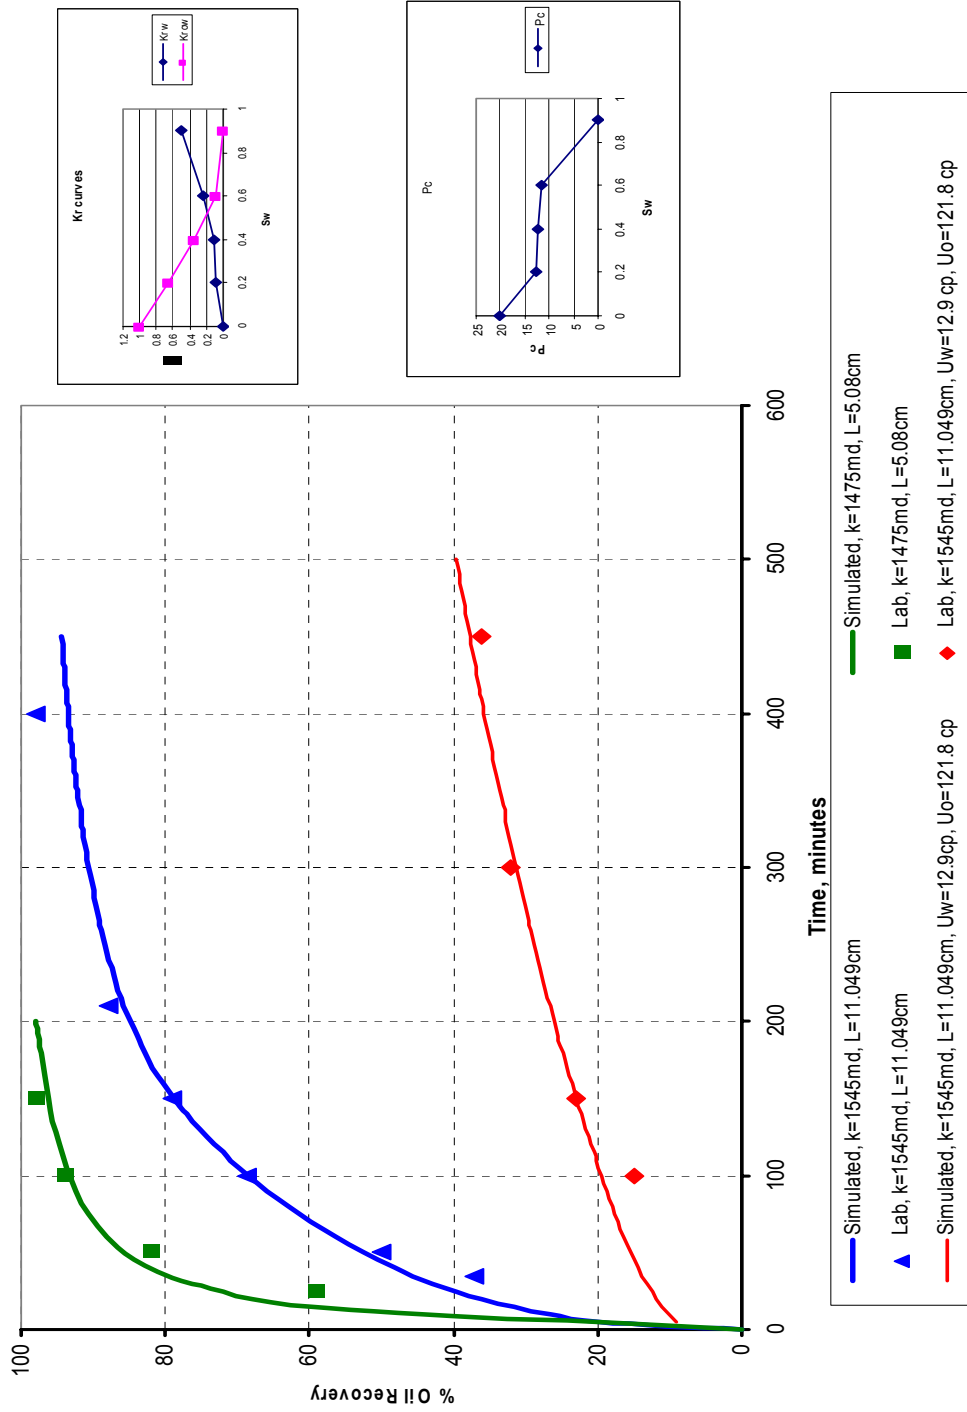 % Oil Recovery
100
80
60
40
20
0
0
100
200
300
400
500
600
Time, minutes
Kr curves
1.2
1
0.8
0.6
0.4
0.2
0
0
0.2
0.4
0.6
0.8
1
Sw
Krw
Krow
Pc
Pc
25
20
15
10
5
0
0
0.2
0.4
0.6
0.8
1
Sw
Pc
Simulated, k=1545md, L=11.049cm
Simulated, k=1475md, L=5.08cm
Lab, k=1545md, L=11.049cm
Lab, k=1475md, L=5.08cm
Simulated, k=1545md, L=11.049cm, Uw=12.9cp, Uo=121.8 cp
Lab, k=1545md, L=11.049cm, Uw=12.9 cp, Uo=121.8 cp